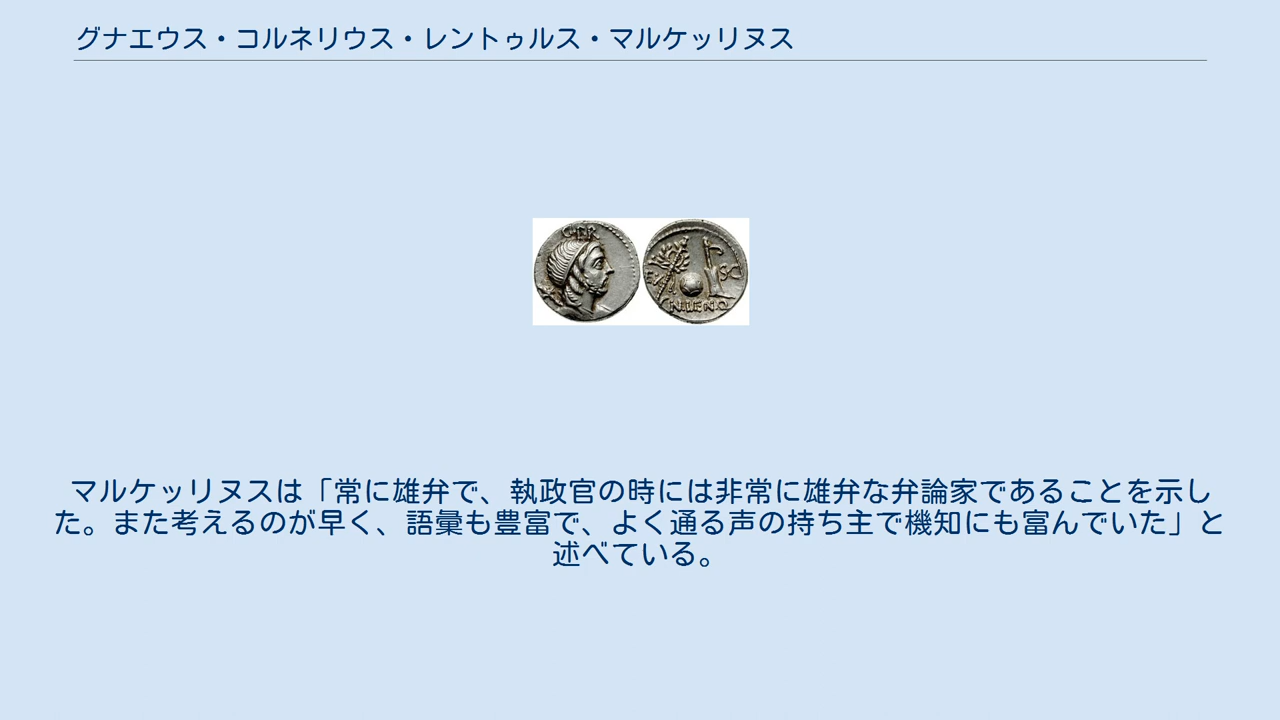 グナエウス・コルネリウス・レントゥルス・マルケッリヌス
G·P·R
EX
SC
CN·LEN·Q
マルケッリヌスは「常に雄弁で、執政官の時には非常に雄弁な弁論家であることを示し
た。また考えるのが早く、語彙も豊富で、よく通る声の持ち主で機知にも富んでいた」と
述べている。